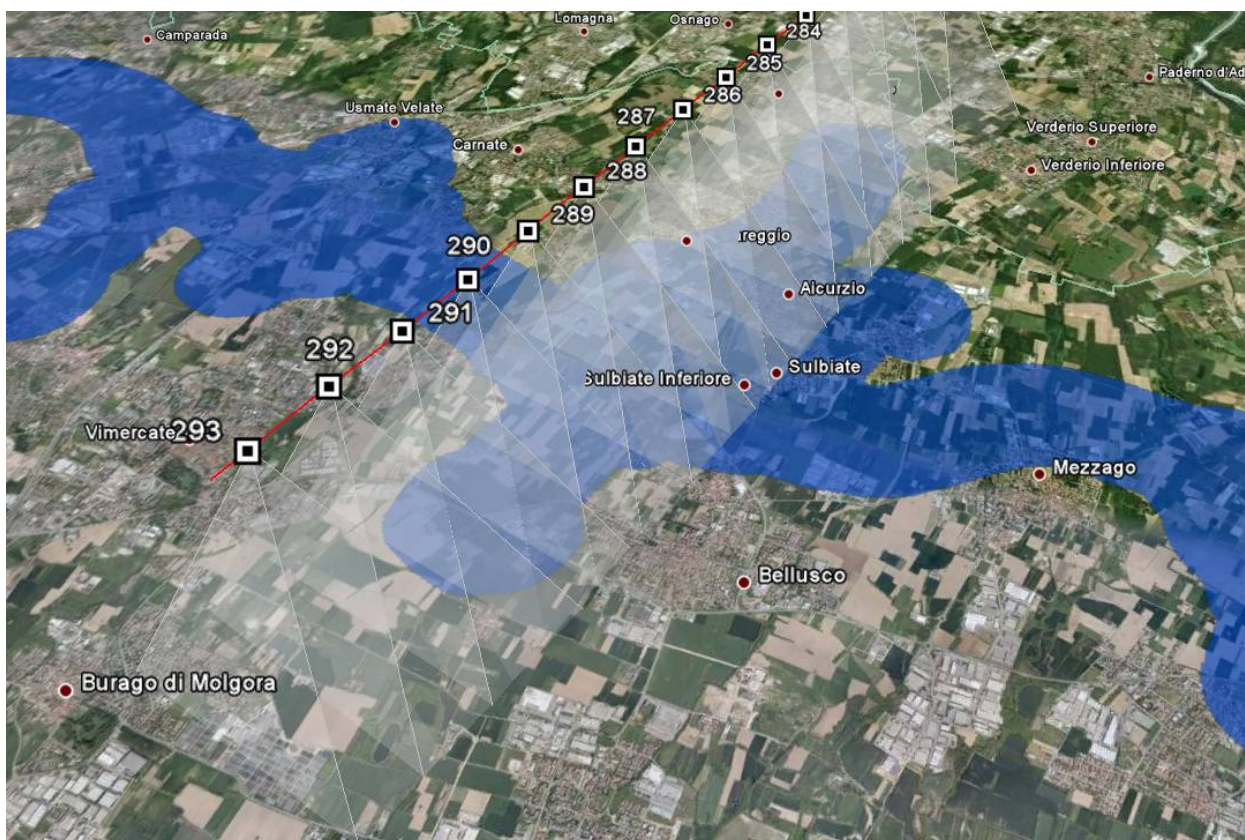 Lomagna
Osnago
284
Camparada
285
Paderno d'Ad
286
Usmate Velate
287
Verderio Superiore
Carnate
288
Verderio Inferiore
289
reggio
290
Aicurzio
291
292
Sulbiate Inferiore
Sulbiate
Vimercate
293
Mezzago
Bellusco
Burago di Molgora